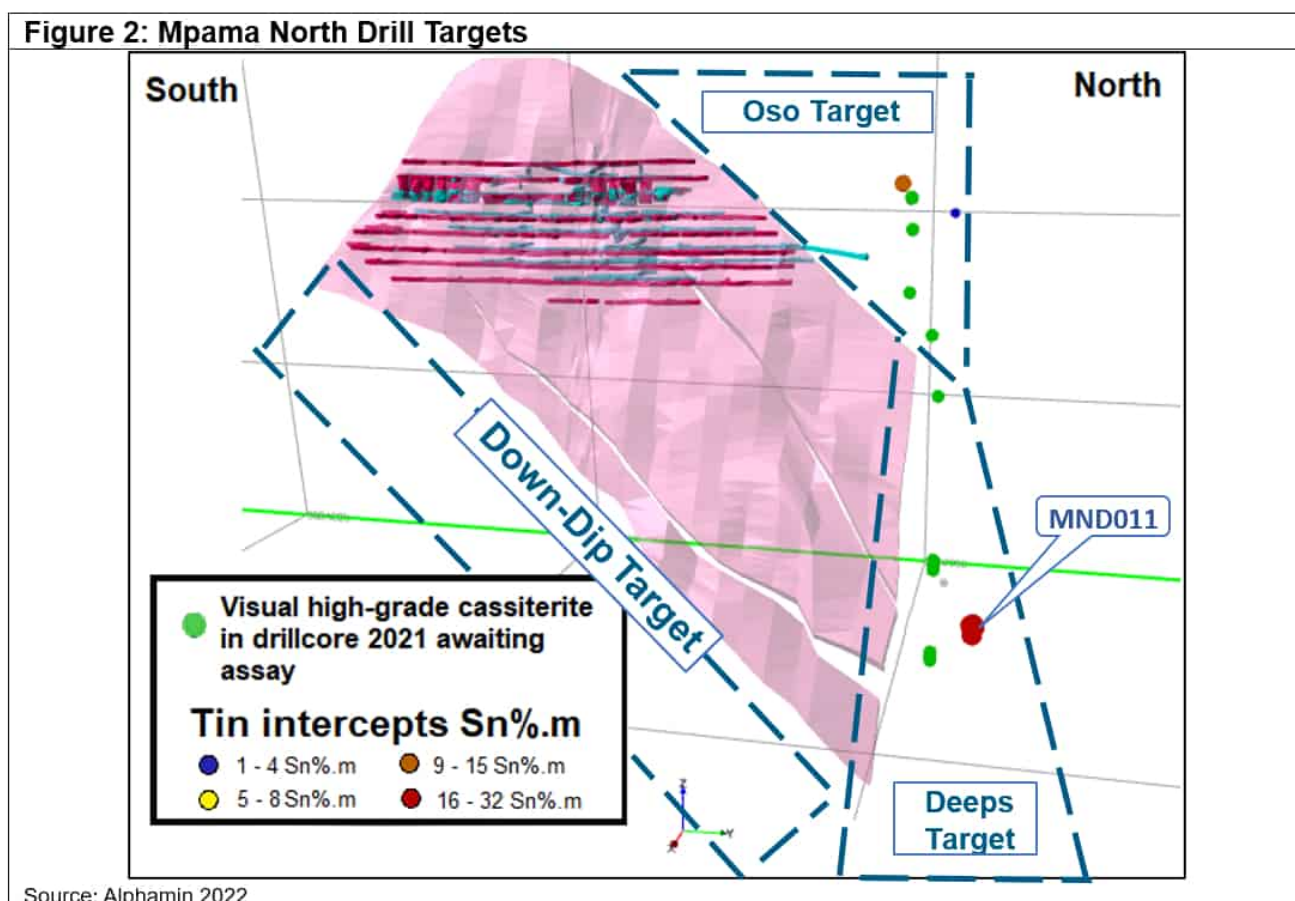 Figure 2: Mpama North Drill Targets
South
North
Oso Target
Down-Dip Target
MND011
Visual high-grade cassiterite
in drillcore 2021 awaiting
assay
Tin intercepts Sn%.m
1 - 4 Sn%.m
9 - 15 Sn%.m
5 - 8 Sn%.m
16 - 32 Sn%.m
Z
Y
X
Deeps
Target
Source: Alphamin 2022